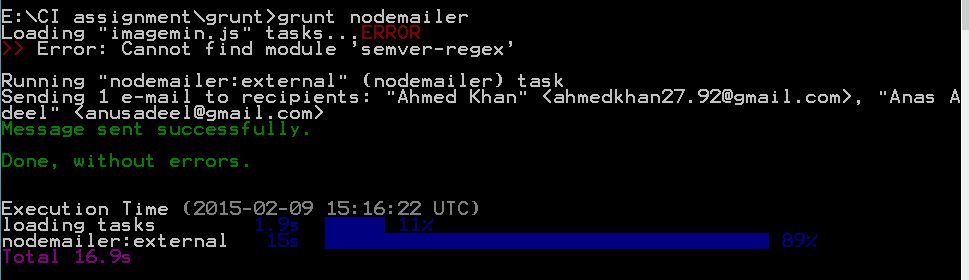 E:\CI assignment\grunt>grunt nodemailer
Loading "imagemin.js" tasks...ERROR
>> Error: Cannot find module 'semver-regex'
Running "nodemailer:external" (nodemailer) task
Sending 1 e-mail to recipients: "Ahmed Khan" <ahmedkhan27.92@gmail.com>, "Anas A
deel" <anusadeel@gmail.com>
Message sent successfully.
Done, without errors.
Execution Time (2015-02-09 15:16:22 UTC)
loading tasks 1.9s 11%
nodemailer:external 15s 89%
Total 16.9s